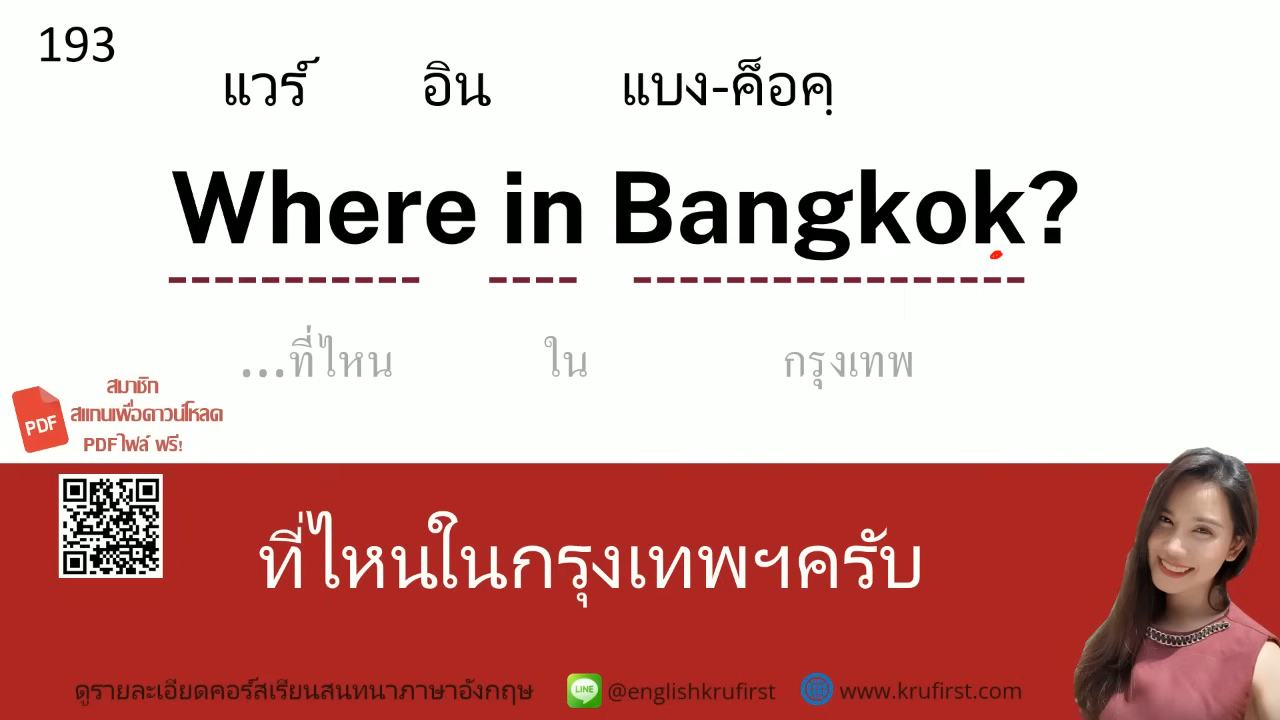 193
แวร์ อิน แบง-ค็อคฺ
Where in Bangkok?
...ที่ไหน ใน กรุงเทพ
สมาชิก
สแกนเพื่อดาวน์โหลด
PDF ไฟล์ ฟรี!
PDF
ที่ไหนในกรุงเทพฯครับ
ดูรายละเอียดคอร์สเรียนสนทนาภาษาอังกฤษ LINE @englishkrufirst www.krufirst.com